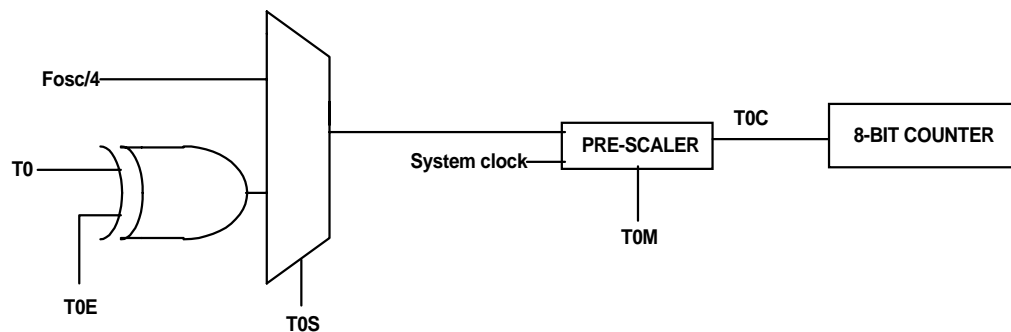 Fosc/4
T0
T0E
T0S
System clock
PRE-SCALER
T0M
T0C
8-BIT COUNTER